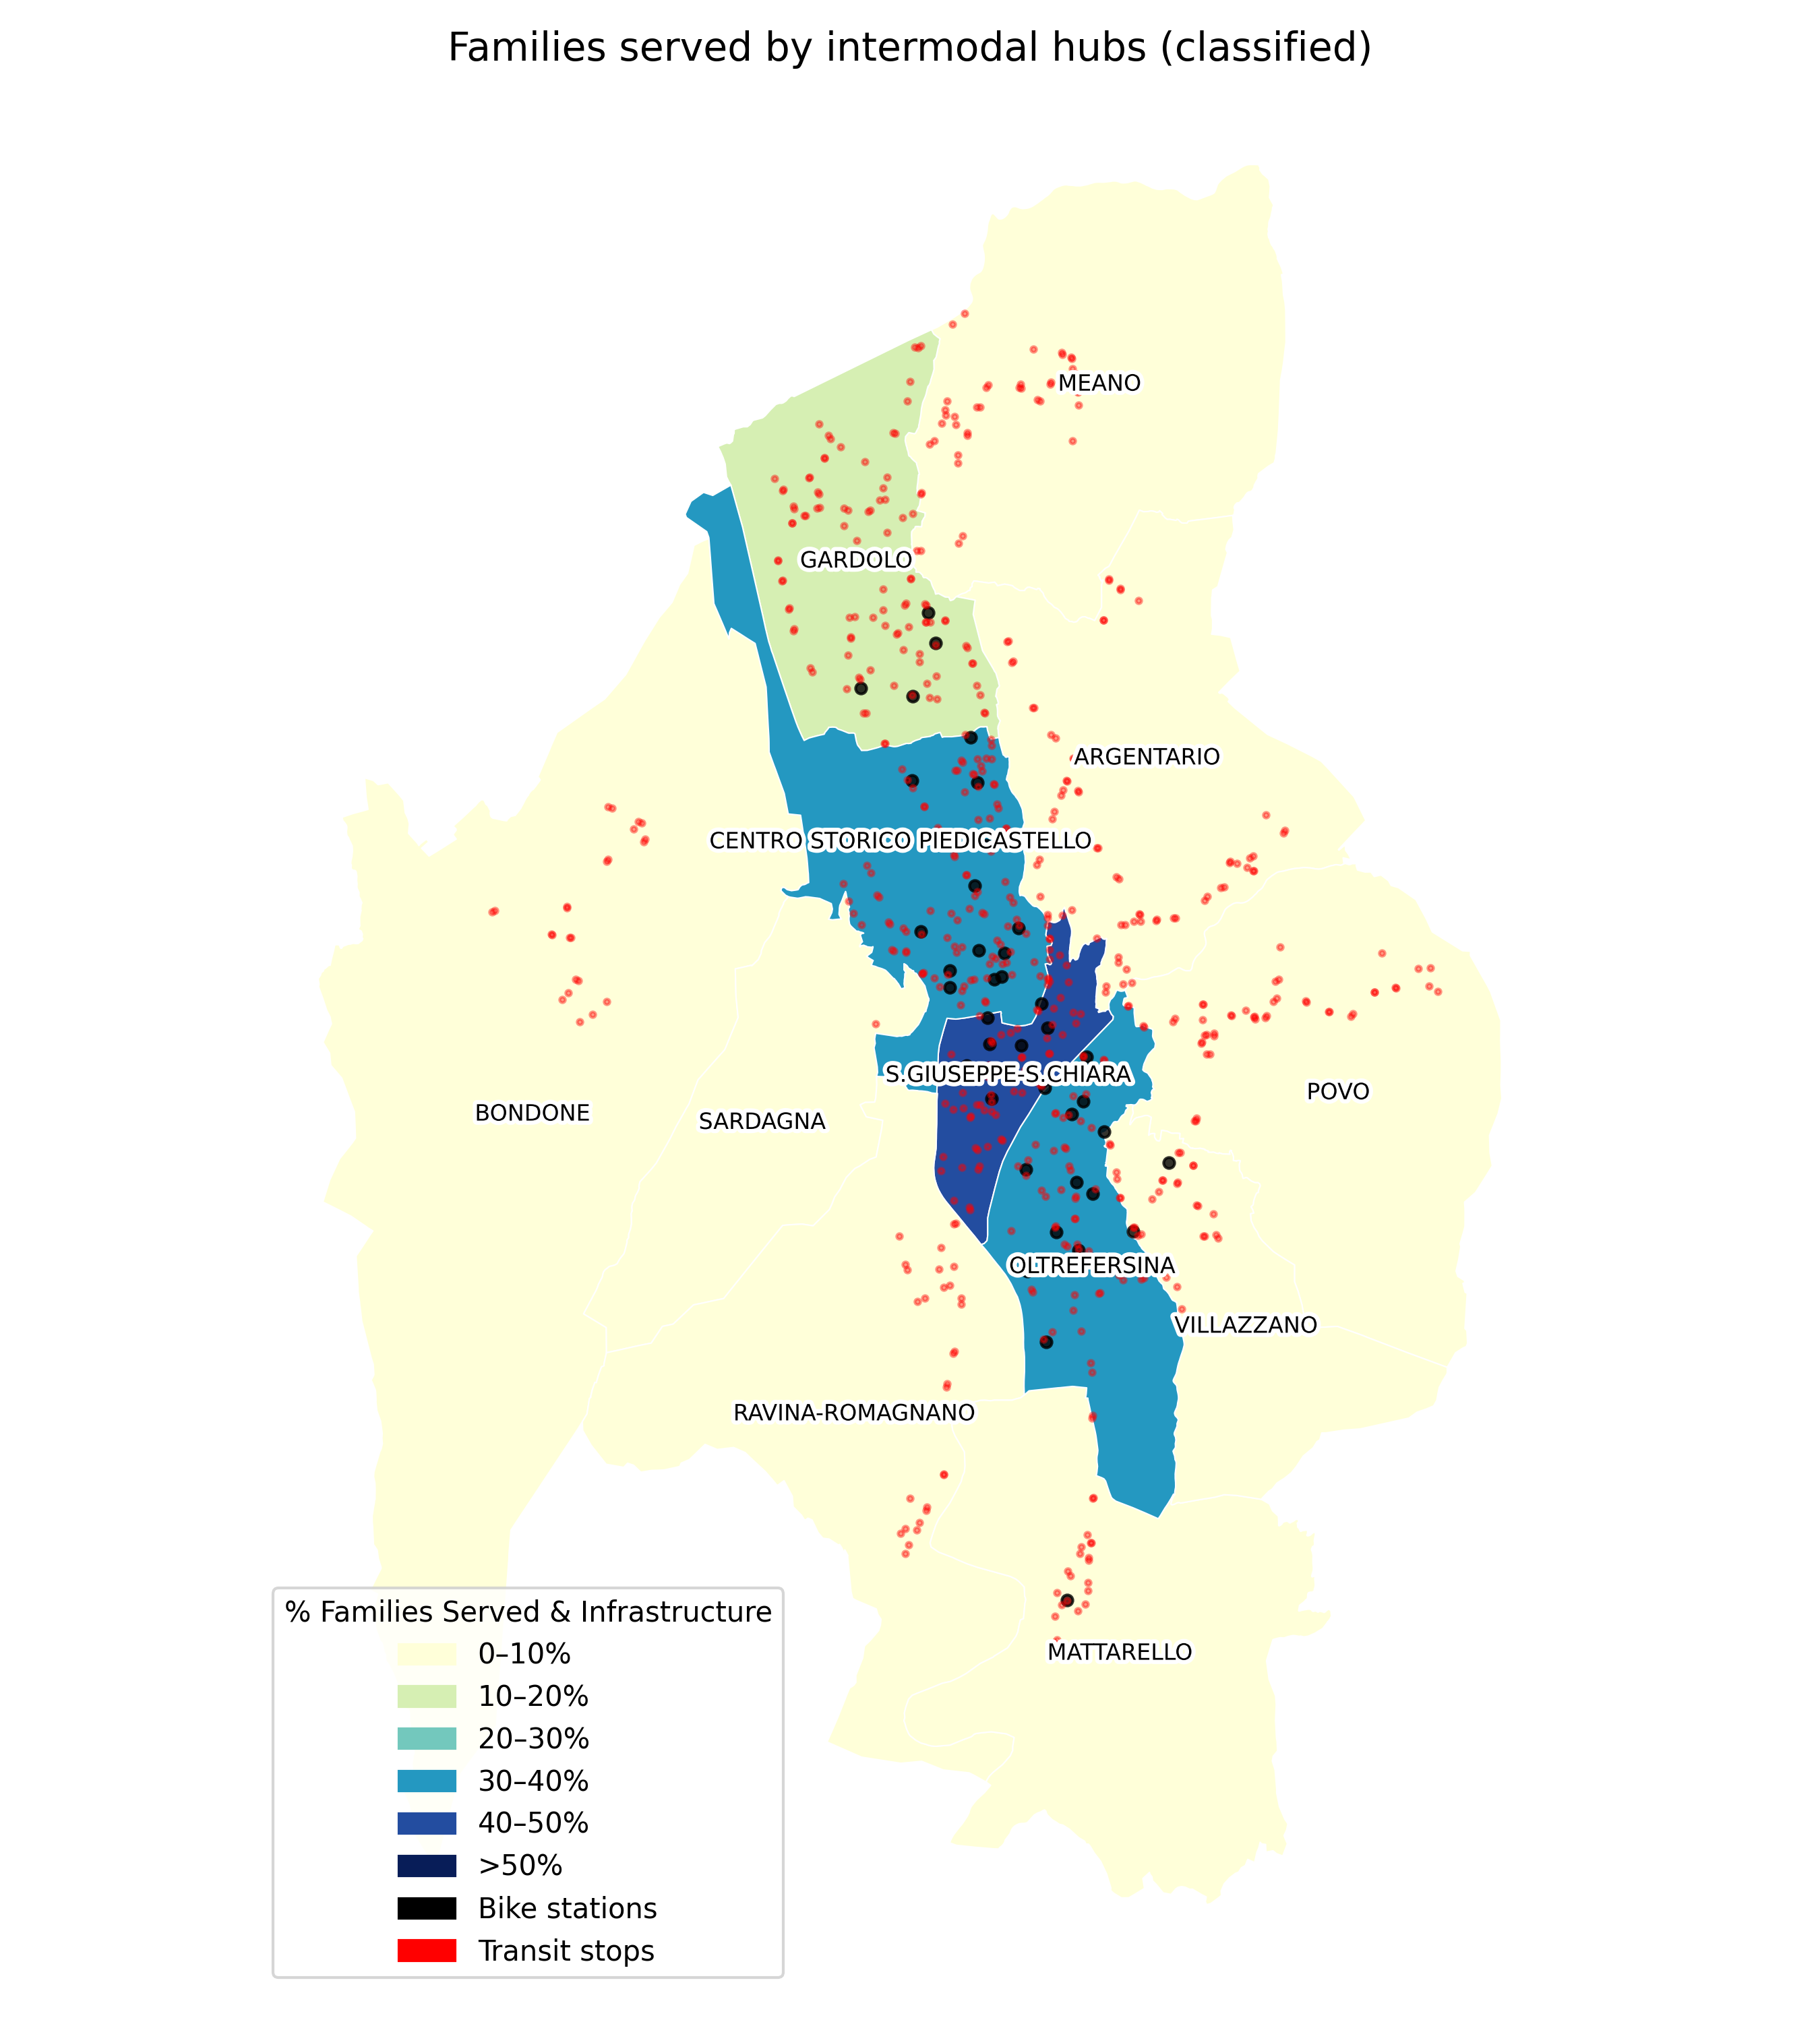 Families served by intermodal hubs (classified)
MEANO
GARDOLO
ARGENTARIO
CENTRO STORICO PIEDICASTELLO
S.GIUSEPPE-S.CHIARA
POVO
BONDONE
SARDAGNA
OLTREFERSINA
VILLAZZANO
RAVINA-ROMAGNANO
MATTARELLO
% Families Served & Infrastructure
0–10%
10–20%
20–30%
30–40%
40–50%
>50%
Bike stations
Transit stops